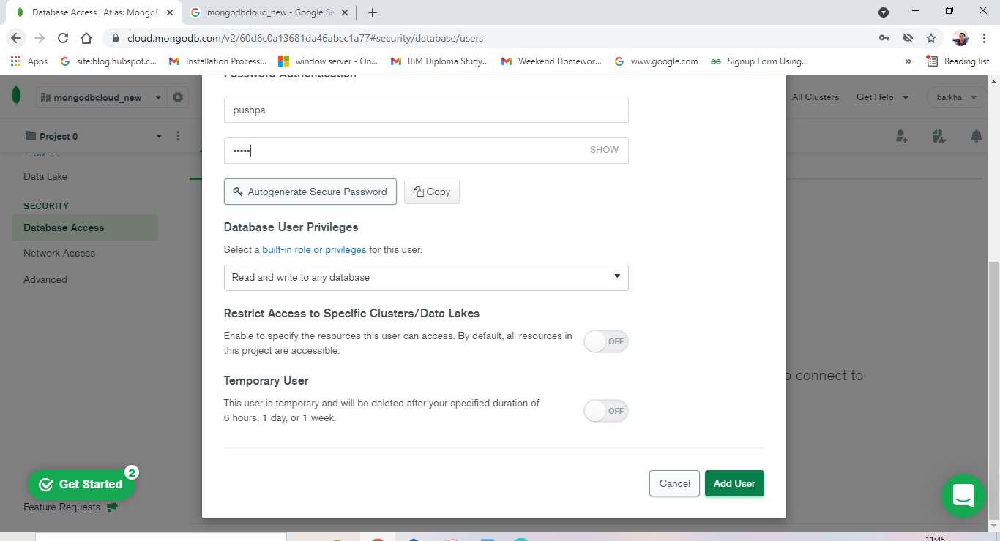 Database Access | Atlas: MongoD
mongodbcloud_new - Google Se
cloud.mongodb.com/v2/60d6c0a13681da46abcc1a77#security/database/users
Apps
site:blog.hubspot.c...
Installation Process...
window server - On...
IBM Diploma Study...
Weekend Homewor...
www.google.com
Signup Form Using...
»
Reading list
Password Authentication
mongodbcloud_new
All Clusters
Get Help
barkha
pushpa
Project 0
•••••
SHOW
Triggers
Data Lake
Autogenerate Secure Password
Copy
SECURITY
Database Access
Network Access
Advanced
Database User Privileges
Select a built-in role or privileges for this user.
Read and write to any database
Restrict Access to Specific Clusters/Data Lakes
Enable to specify the resources this user can access. By default, all resources in
this project are accessible.
OFF
o connect to
Temporary User
This user is temporary and will be deleted after your specified duration of
6 hours, 1 day, or 1 week.
OFF
2
Get Started
Cancel
Add User
Feature Requests
11:45